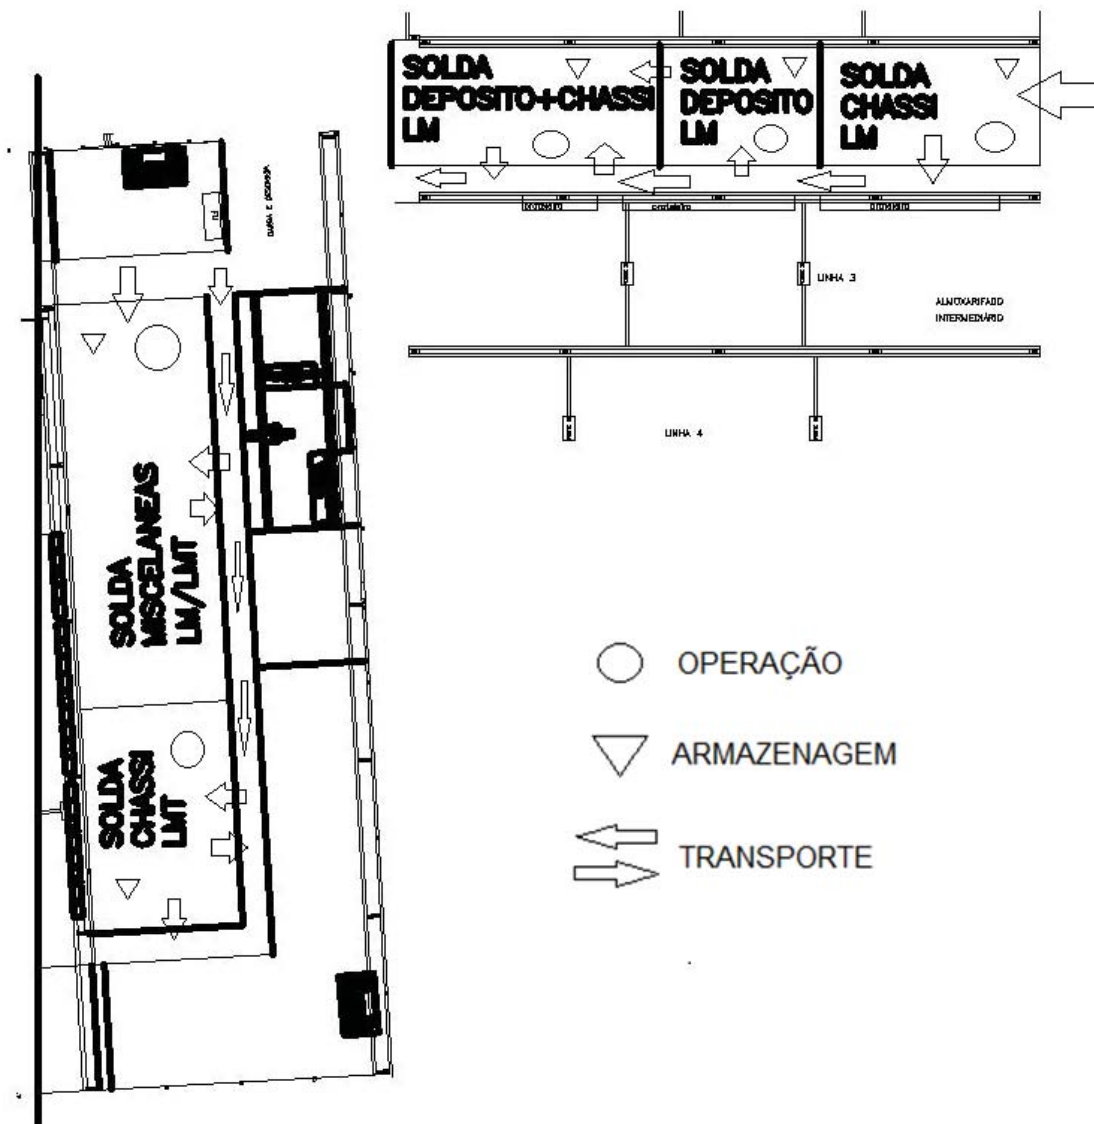 SOLDA
DEPOSITO+CHASSI
LM
SOLDA
DEPOSITO
LM
SOLDA
CHASSI
LM
LINHA 3
ALMOXARIFADO
INTERMEDIÁRIO
LINHA 4
SOLDA
MISCELANEAS
LM/LMT
SOLDA
CHASSI
LMT
OPERAÇÃO
ARMAZENAGEM
TRANSPORTE